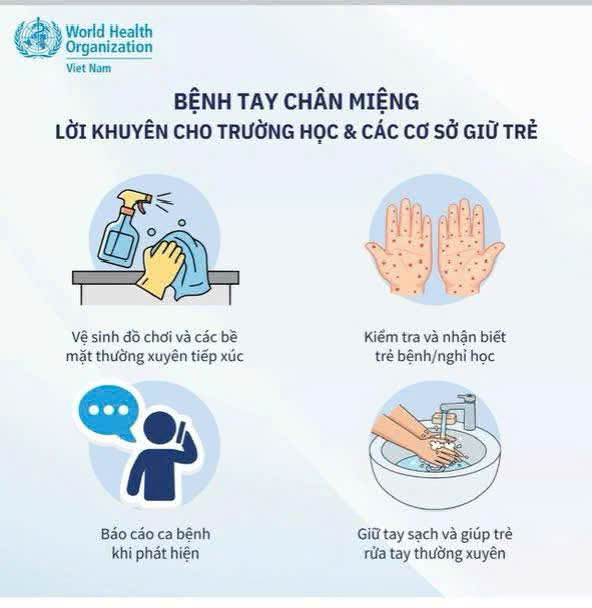 World Health
Organization
Viet Nam
BỆNH TAY CHÂN MIỆNG
LỜI KHUYÊN CHO TRƯỜNG HỌC & CÁC CƠ SỞ GIỮ TRẺ
Vệ sinh đồ chơi và các bề
mặt thường xuyên tiếp xúc
Kiểm tra và nhận biết
trẻ bệnh/nghỉ học
Báo cáo ca bệnh
khi phát hiện
Giữ tay sạch và giúp trẻ
rửa tay thường xuyên